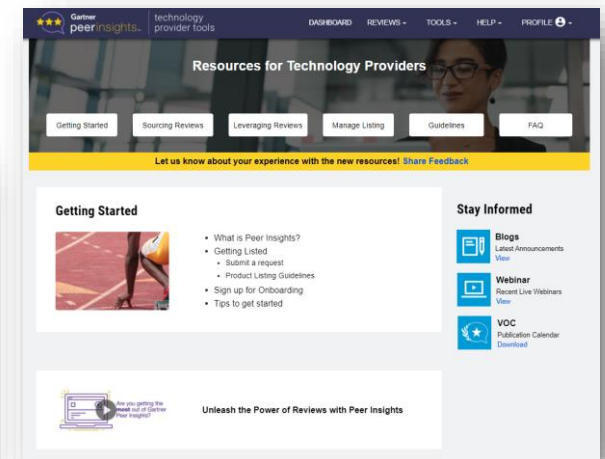 Gartner
peerinsights™
technology
provider tools
DASHBOARD REVIEWS TOOLS HELP PROFILE
Resources for Technology Providers
Getting Started Sourcing Reviews Leveraging Reviews Manage Listing Guidelines FAQ
Let us know about your experience with the new resources! Share Feedback
Getting Started
• What is Peer Insights?
• Getting Listed
• Submit a request
• Product Listing Guidelines
• Sign up for Onboarding
• Tips to get started
Stay Informed
Blogs
Latest Announcements
View
Webinar
Recent Live Webinars
View
VOC
Publication Calendar
Download
Are you getting the
most out of Gartner
Peer Insights?
Unleash the Power of Reviews with Peer Insights